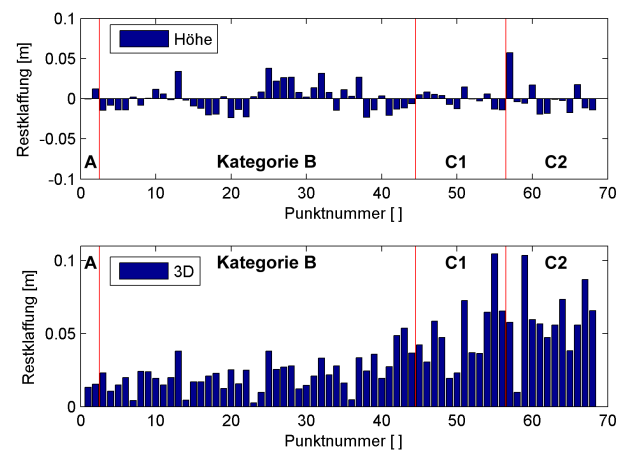 0.1
0.05
0
-0.05
-0.1
Restklaffung [m]
Höhe
A
Kategorie B
C1
C2
0 10 20 30 40 50 60 70
Punktnummer [ ]
0.1
0.05
0
Restklaffung [m]
A
Kategorie B
C1
C2
3D
0 10 20 30 40 50 60 70
Punktnummer [ ]